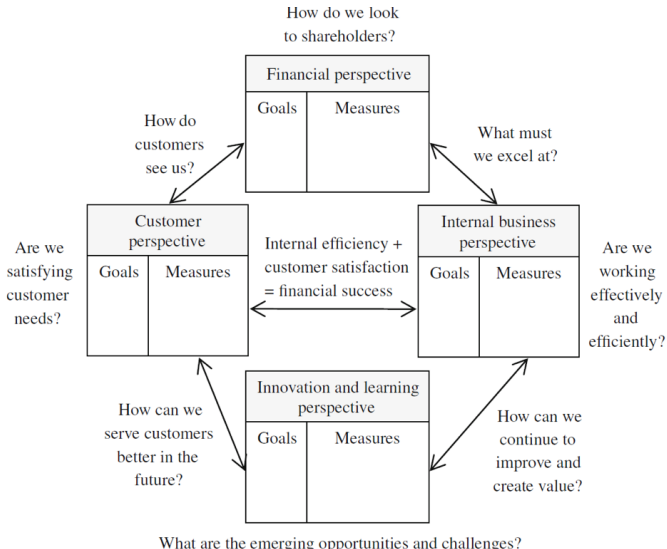 How do we look
to shareholders?
Financial perspective
Goals
Measures
How do
customers
see us?
What must
we excel at?
Customer
perspective
Goals
Measures
Internal efficiency +
customer satisfaction
= financial success
Internal business
perspective
Goals
Measures
Are we
satisfying
customer
needs?
Are we
working
effectively
and
efficiently?
Innovation and learning
perspective
Goals
Measures
How can we
serve customers
better in the
future?
How can we
continue to
improve and
create value?
What are the emerging opportunities and challenges?